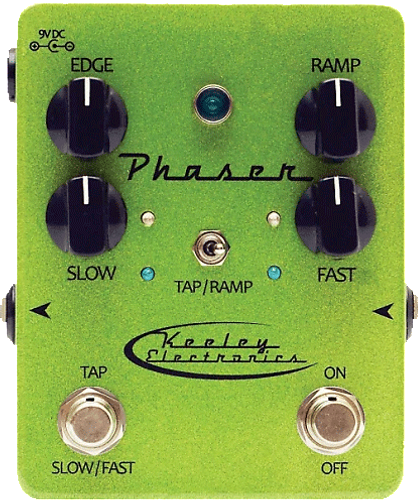 9V DC
EDGE
RAMP
Phaser
SLOW
TAP/RAMP
FAST
Keeley
Electronics
TAP
ON
SLOW/FAST
OFF